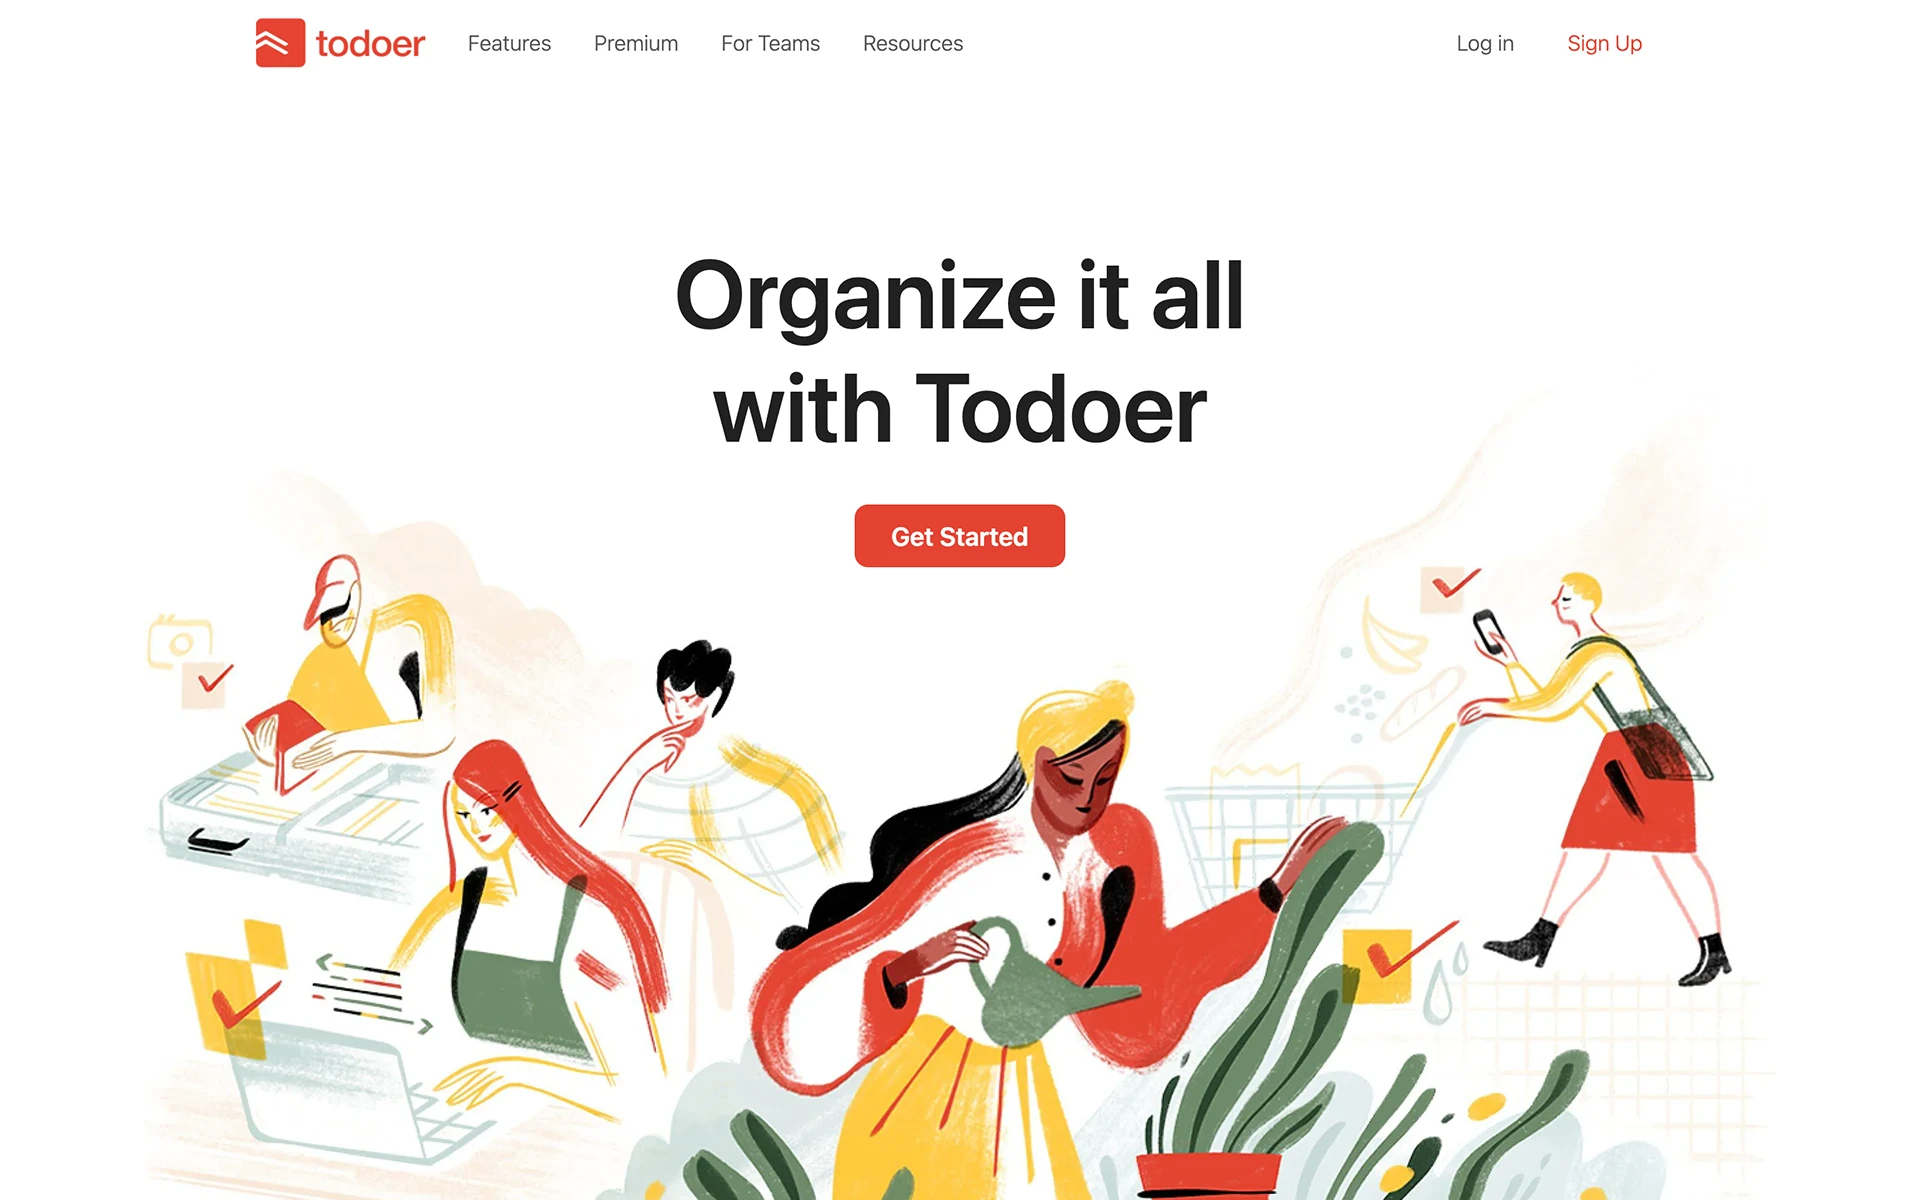 todoer
Features
Premium
For Teams
Resources
Log in
Sign Up
Organize it all
with Todoer
Get Started